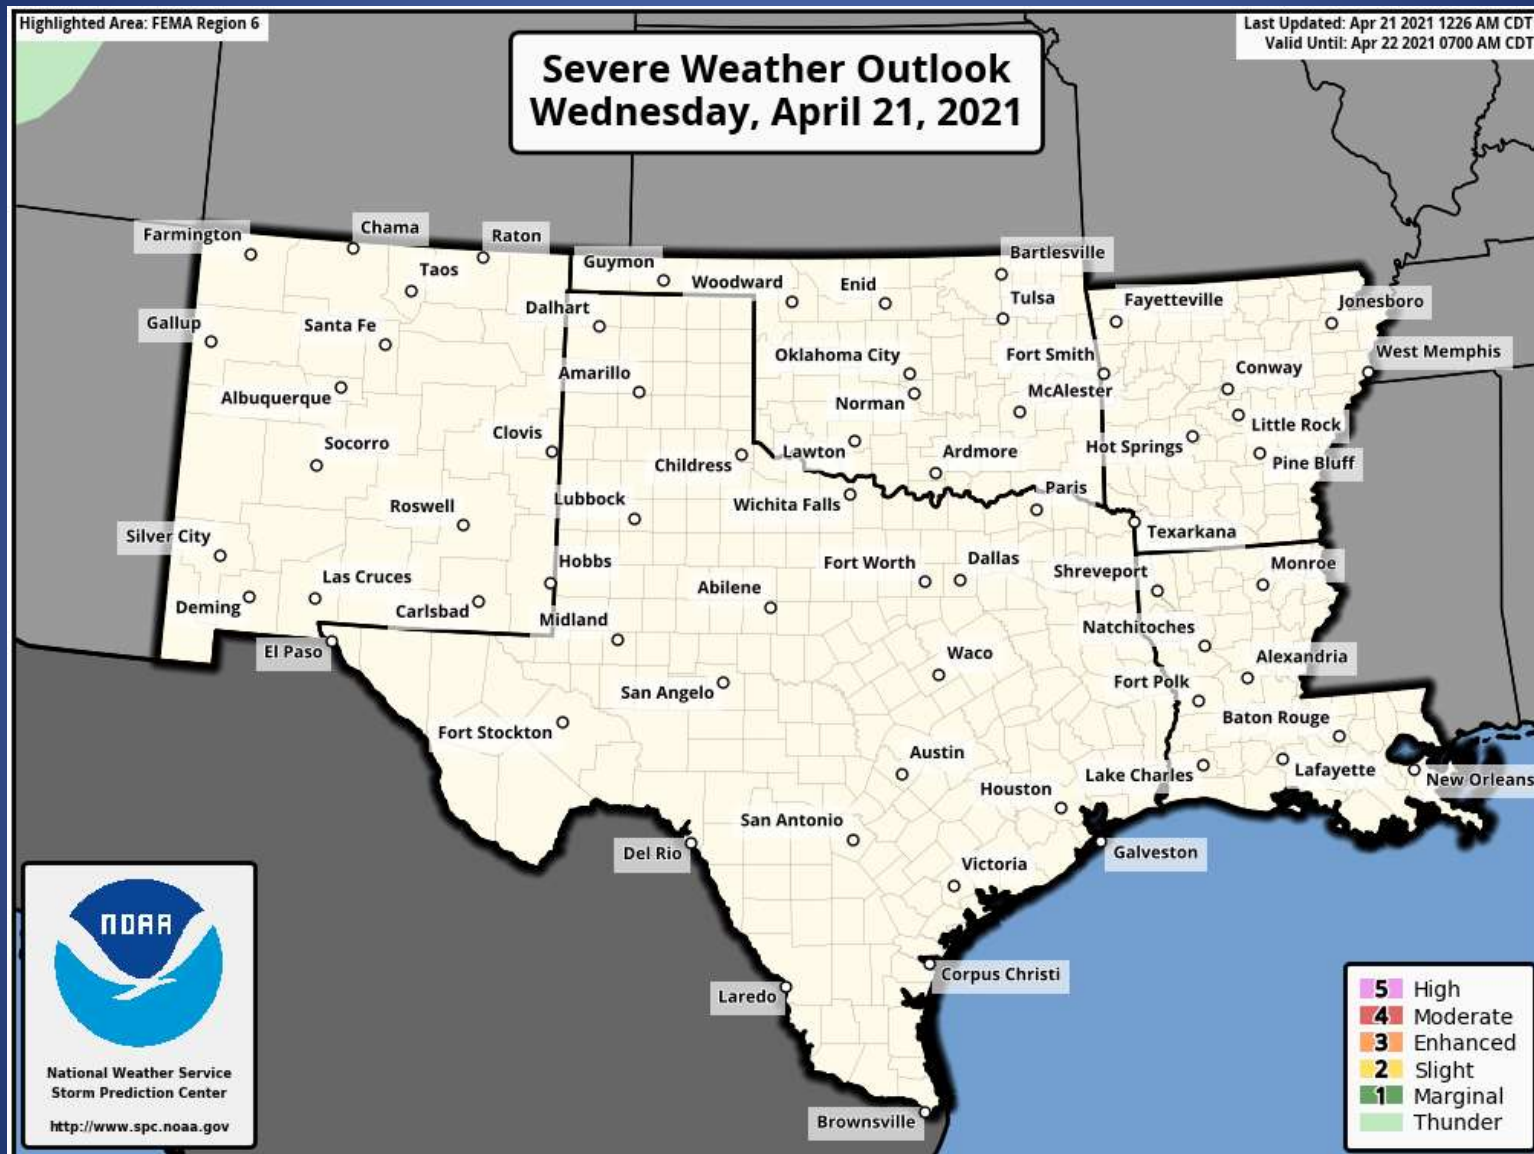 Highlighted Area: FEMA Region 6
Last Updated: Apr 21 2021 1226 AM CDT
Valid Until: Apr 22 2021 0700 AM CDT
Severe Weather Outlook
Wednesday, April 21, 2021
Farmington
Chama
Raton
Taos
Guymon
Woodward
Enid
Bartlesville
Tulsa
Fayetteville
Jonesboro
Gallup
Santa Fe
Dalhart
Oklahoma City
Fort Smith
Conway
West Memphis
Albuquerque
Amarillo
Norman
McAlester
Little Rock
Socorro
Clovis
Childress
Lawton
Ardmore
Hot Springs
Pine Bluff
Roswell
Lubbock
Wichita Falls
Paris
Texarkana
Silver City
Las Cruces
Hobbs
Abilene
Fort Worth
Dallas
Shreveport
Monroe
Deming
Carlsbad
Midland
Natchitoches
El Paso
San Angelo
Waco
Alexandria
Fort Polk
Fort Stockton
Baton Rouge
Austin
Houston
Lake Charles
Lafayette
New Orleans
San Antonio
Del Rio
Victoria
Galveston
Corpus Christi
Laredo
Brownsville
NOAA
National Weather Service
Storm Prediction Center
http://www.spc.noaa.gov
5 High
4 Moderate
3 Enhanced
2 Slight
1 Marginal
Thunder